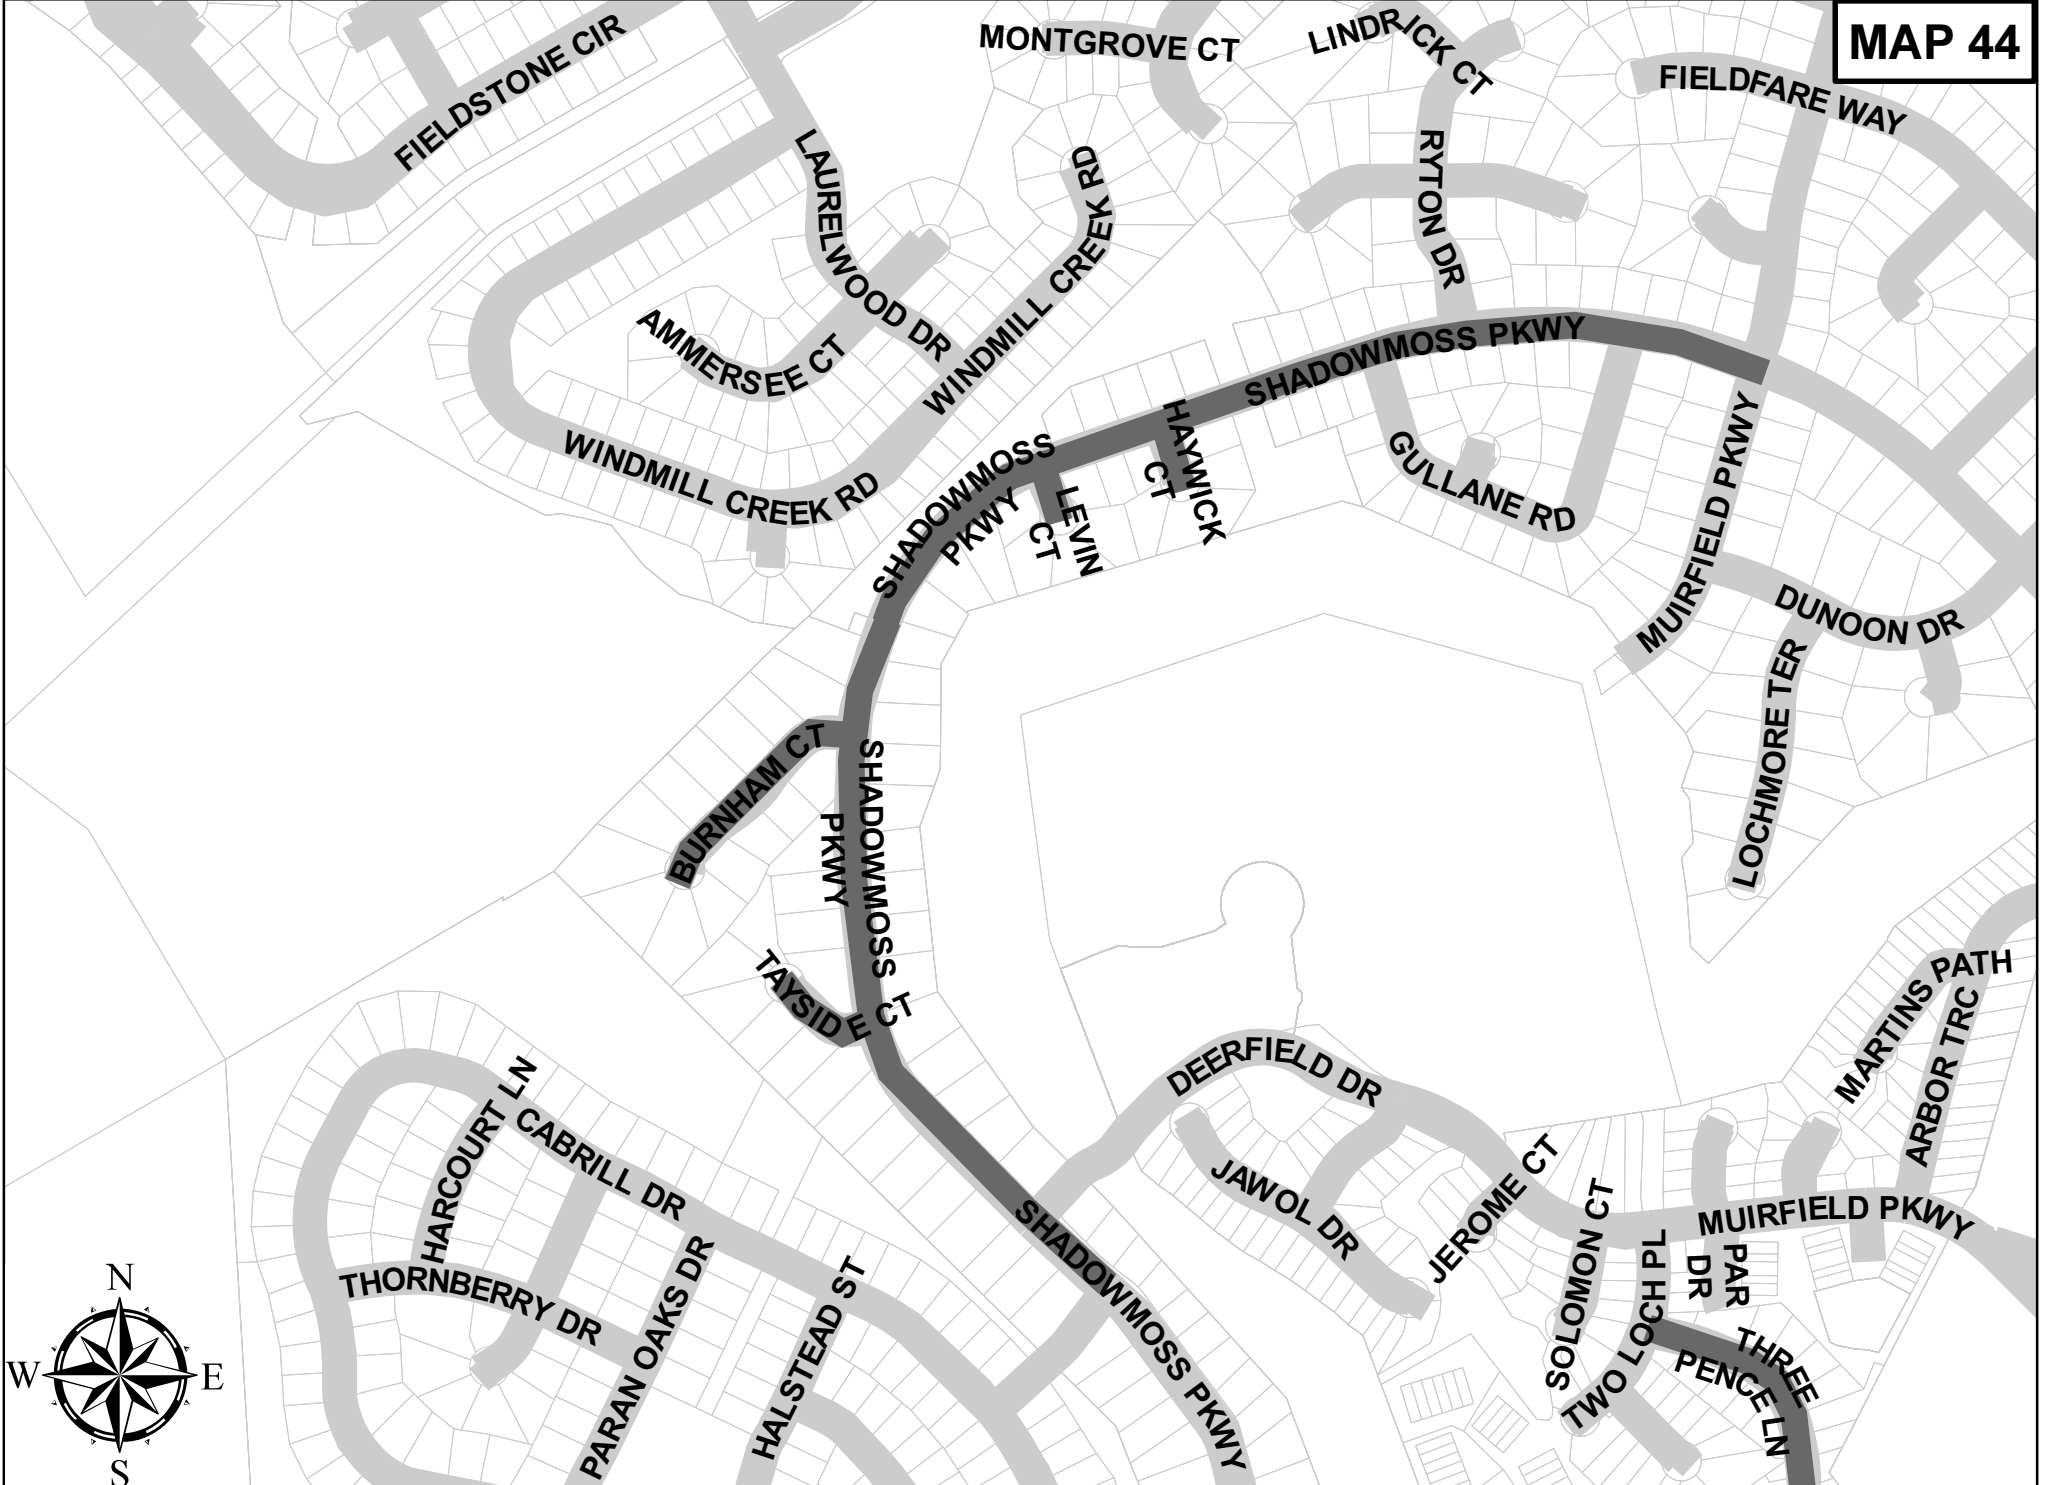 MAP 44
FIELDSTONE CIR
MONTGROVE CT
LINDRICK CT
FIELDFARE WAY
LAURELWOOD DR
WINDMILL CREEK RD
RYTON DR
AMMERSEE CT
SHADOWMOSS PKWY
WINDMILL CREEK RD
SHADOWMOSS
PKWY
LEVIN
CT
HAYWICK
CT
GULLANE RD
MUIRFIELD PKWY
DUNOON DR
LOCHMORE TER
BURNHAM CT
SHADOWMOSS
PKWY
TAYSIDE CT
MARTINS PATH
ARBOR TRC
DEERFIELD DR
HARCOURT LN
CABRILL DR
JAWOL DR
JEROME CT
SOLOMON CT
MUIRFIELD PKWY
PAR
DR
TWO LOCH PL
THREE
PENCE LN
SHADOWMOSS PKWY
THORNBERRY DR
PARAN OAKS DR
HALSTEAD ST
N
W
E
S